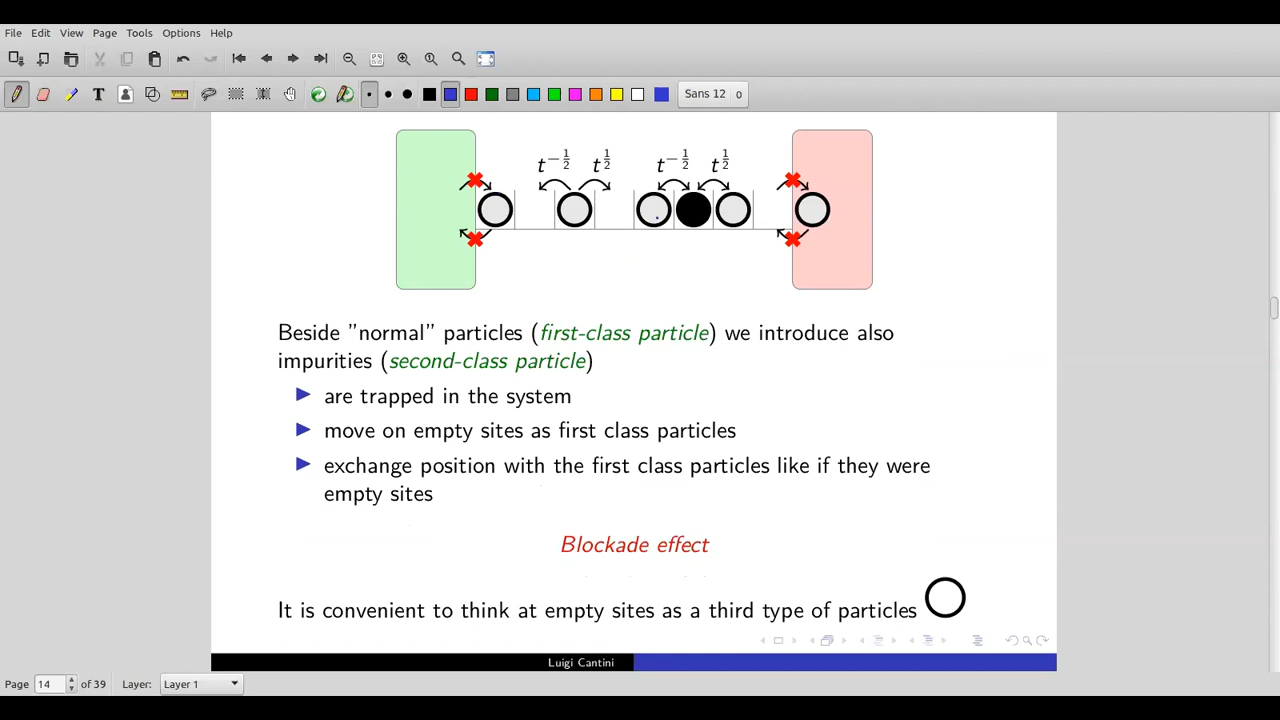 File Edit View Page Tools Options Help
Sans 12 0
t^{-\frac{1}{2}} t^{\frac{1}{2}} t^{-\frac{1}{2}} t^{\frac{1}{2}}
Beside "normal" particles (first-class particle) we introduce also
impurities (second-class particle)
are trapped in the system
move on empty sites as first class particles
exchange position with the first class particles like if they were
empty sites
Blockade effect
It is convenient to think at empty sites as a third type of particles
Luigi Cantini
Page 14 of 39 Layer: Layer 1